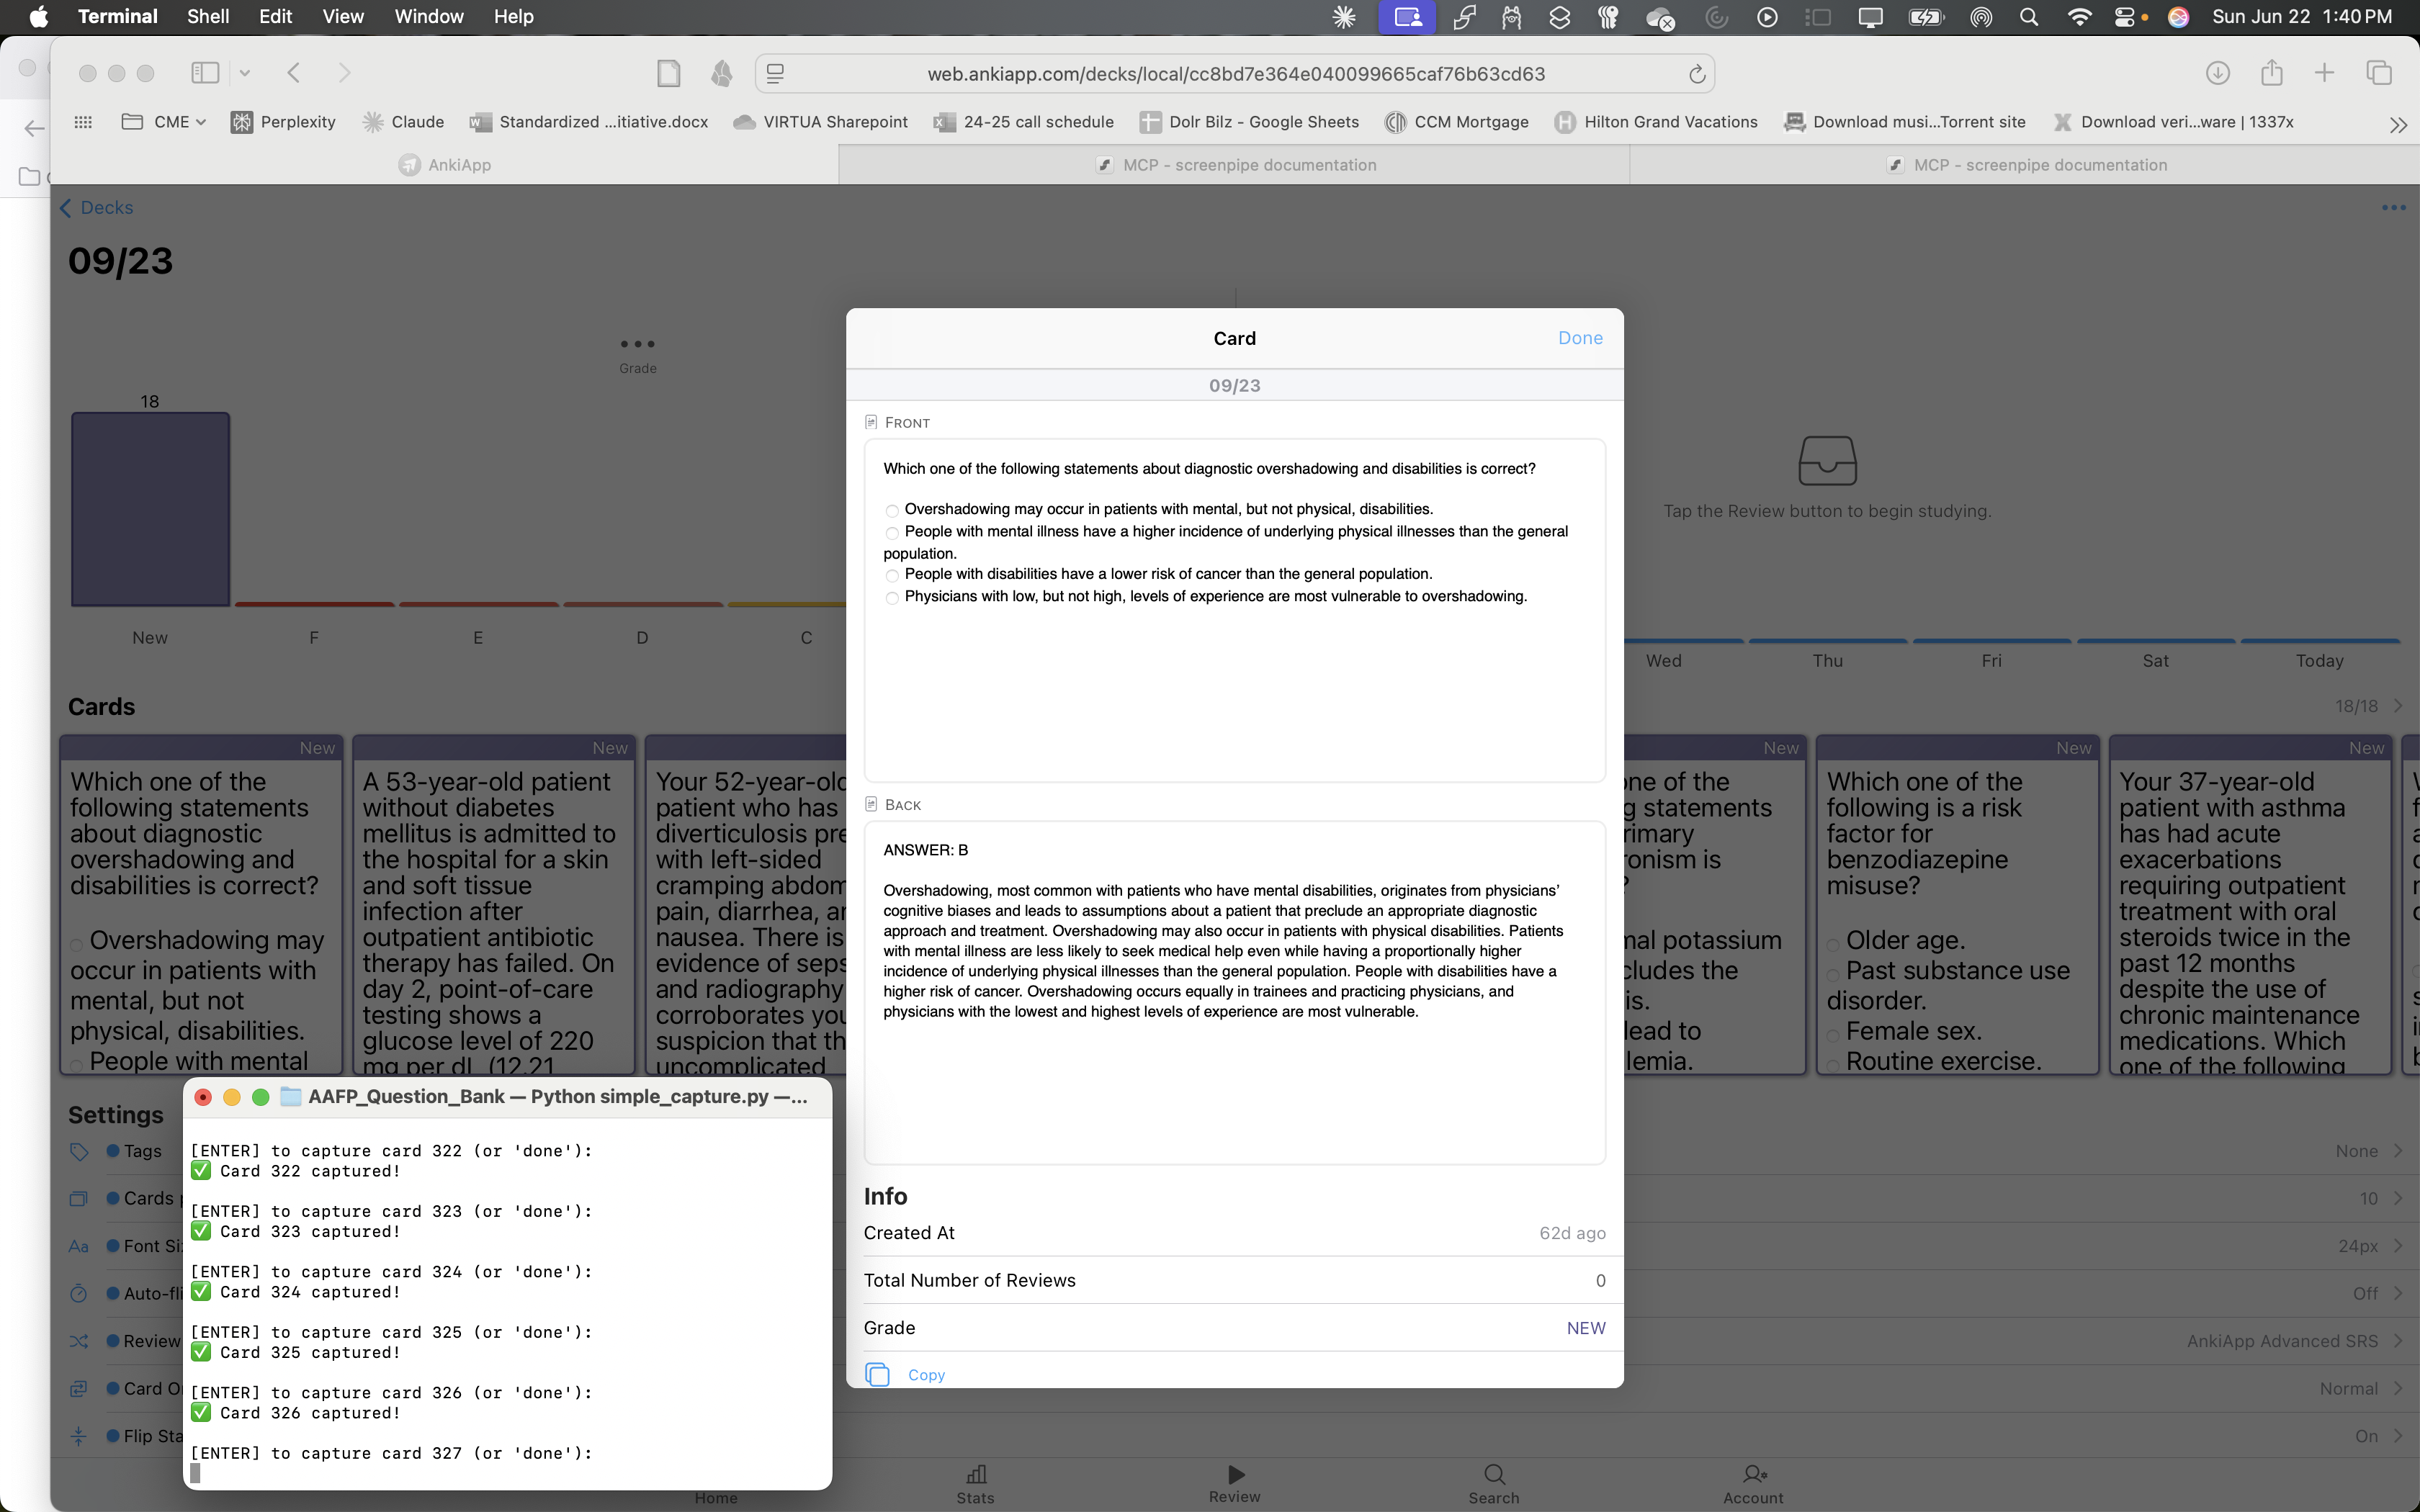 Terminal Shell Edit View Window Help
Sun Jun 22 1:40 PM
web.ankiapp.com/decks/local/cc8bd7e364e040099665caf76b63cd63
CME Perplexity Claude Standardized ...itiative.docx VIRTUA Sharepoint 24-25 call schedule Dolr Bilz - Google Sheets CCM Mortgage Hilton Grand Vacations Download musi...Torrent site Download veri...ware | 1337x
AnkiApp MCP - screenpipe documentation MCP - screenpipe documentation
Decks
09/23
Grade
18
New F E D C
Tap the Review button to begin studying.
Wed Thu Fri Sat Today
Cards
18/18
New
Which one of the
following statements
about diagnostic
overshadowing and
disabilities is correct?
Overshadowing may
occur in patients with
mental, but not
physical, disabilities.
People with mental
New
A 53-year-old patient
without diabetes
mellitus is admitted to
the hospital for a skin
and soft tissue
infection after
outpatient antibiotic
therapy has failed. On
day 2, point-of-care
testing shows a
glucose level of 220
mg per dL (12.21
Your 52-year-old
patient who has
diverticulosis pre
with left-sided
cramping abdom
pain, diarrhea, ar
nausea. There is
evidence of seps
and radiography
corroborates you
suspicion that th
uncomplicated
Card
Done
09/23
FRONT
Which one of the following statements about diagnostic overshadowing and disabilities is correct?
Overshadowing may occur in patients with mental, but not physical, disabilities.
People with mental illness have a higher incidence of underlying physical illnesses than the general
population.
People with disabilities have a lower risk of cancer than the general population.
Physicians with low, but not high, levels of experience are most vulnerable to overshadowing.
BACK
ANSWER: B
Overshadowing, most common with patients who have mental disabilities, originates from physicians’
cognitive biases and leads to assumptions about a patient that preclude an appropriate diagnostic
approach and treatment. Overshadowing may also occur in patients with physical disabilities. Patients
with mental illness are less likely to seek medical help even while having a proportionally higher
incidence of underlying physical illnesses than the general population. People with disabilities have a
higher risk of cancer. Overshadowing occurs equally in trainees and practicing physicians, and
physicians with the lowest and highest levels of experience are most vulnerable.
Info
Created At 62d ago
Total Number of Reviews 0
Grade NEW
Copy
New
one of the
g statements
rimary
ronism is
?
nal potassium
cludes the
is.
lead to
lemia.
New
Which one of the
following is a risk
factor for
benzodiazepine
misuse?
Older age.
Past substance use
disorder.
Female sex.
Routine exercise.
New
Your 37-year-old
patient with asthma
has had acute
exacerbations
requiring outpatient
treatment with oral
steroids twice in the
past 12 months
despite the use of
chronic maintenance
medications. Which
one of the following
Settings
Tags None
Cards 10
Font Si 24px
Auto-fli Off
Review AnkiApp Advanced SRS
Card O Normal
Flip Sta On
AAFP_Question_Bank — Python simple_capture.py —...
[ENTER] to capture card 322 (or 'done'):
✅ Card 322 captured!
[ENTER] to capture card 323 (or 'done'):
✅ Card 323 captured!
[ENTER] to capture card 324 (or 'done'):
✅ Card 324 captured!
[ENTER] to capture card 325 (or 'done'):
✅ Card 325 captured!
[ENTER] to capture card 326 (or 'done'):
✅ Card 326 captured!
[ENTER] to capture card 327 (or 'done'):
Home Stats Review Search Account